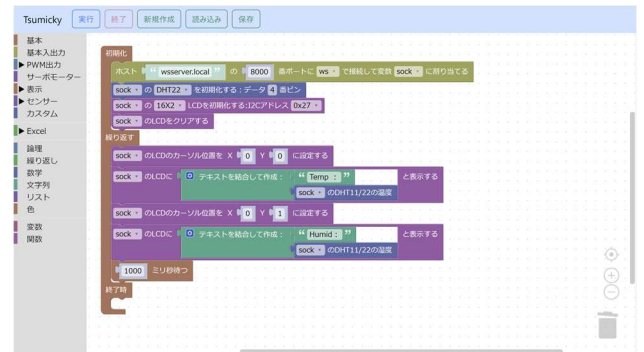 Tsumicky 実行 終了 新規作成 読み込み 保存
基本
基本入出力
PWM出力
サーボモーター
表示
センサー
カスタム
Excel
論理
繰り返し
数学
文字列
リスト
色
変数
関数
初期化
ホスト “ wsserver.local ” の 8000 番ポートに ws で接続して変数 sock に割り当てる
sock の DHT22 を初期化する：データ 4 番ピン
sock の 16X2 LCDを初期化する:I2Cアドレス 0x27
sock のLCDをクリアする
繰り返す
sock のLCDのカーソル位置を X 0 Y 0 に設定する
sock のLCDに テキストを結合して作成： “ Temp： ” と表示する
sock のDHT11/22の温度
sock のLCDのカーソル位置を X 0 Y 1 に設定する
sock のLCDに テキストを結合して作成： “ Humid： ” と表示する
sock のDHT11/22の湿度
1000 ミリ秒待つ
終了時